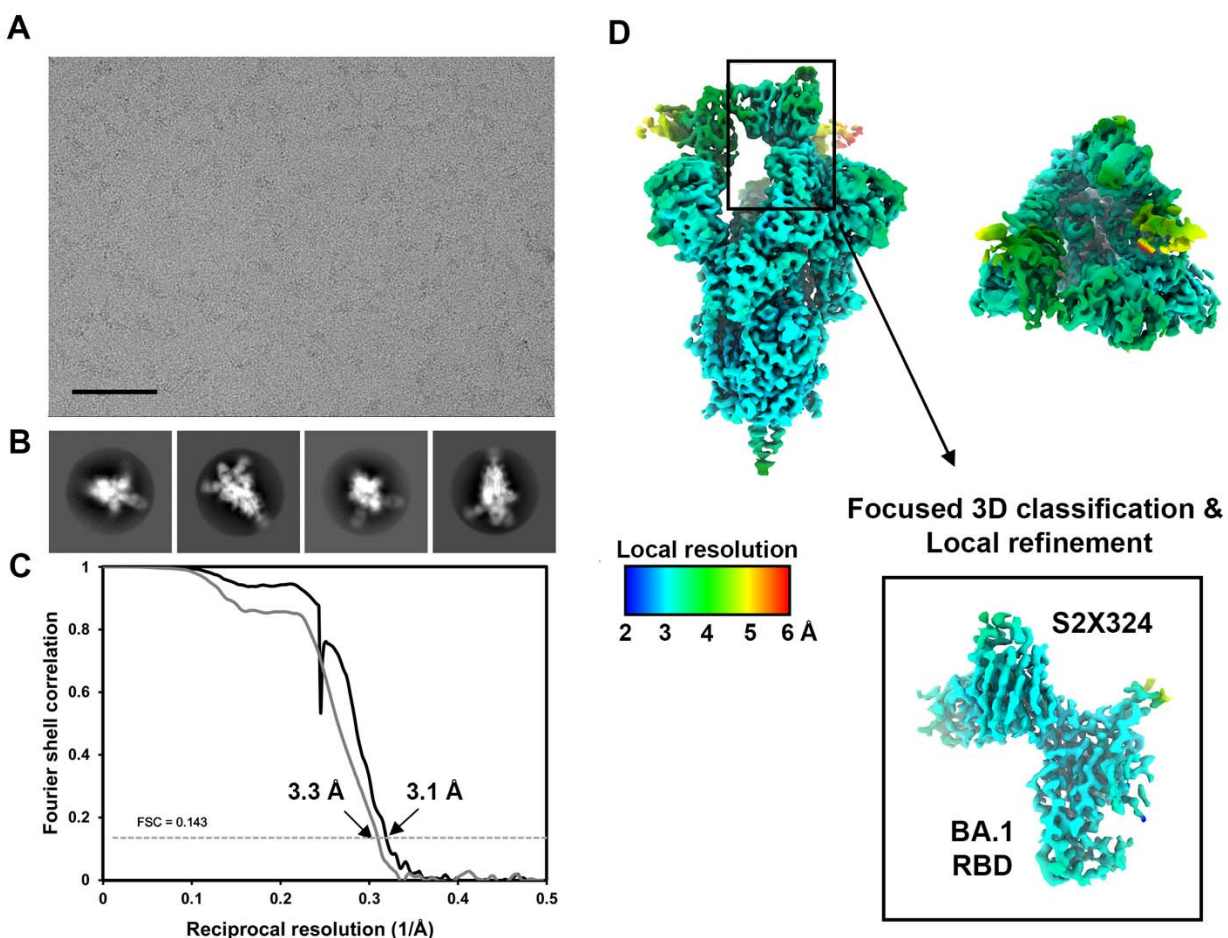 A
B
C
1
0.8
0.6
0.4
0.2
0
Fourier shell correlation
3.3 Å
3.1 Å
FSC = 0.143
0
0.1
0.2
0.3
0.4
0.5
Reciprocal resolution (1/Å)
D
Focused 3D classification &
Local refinement
Local resolution
2 3 4 5 6 Å
S2X324
BA.1
RBD